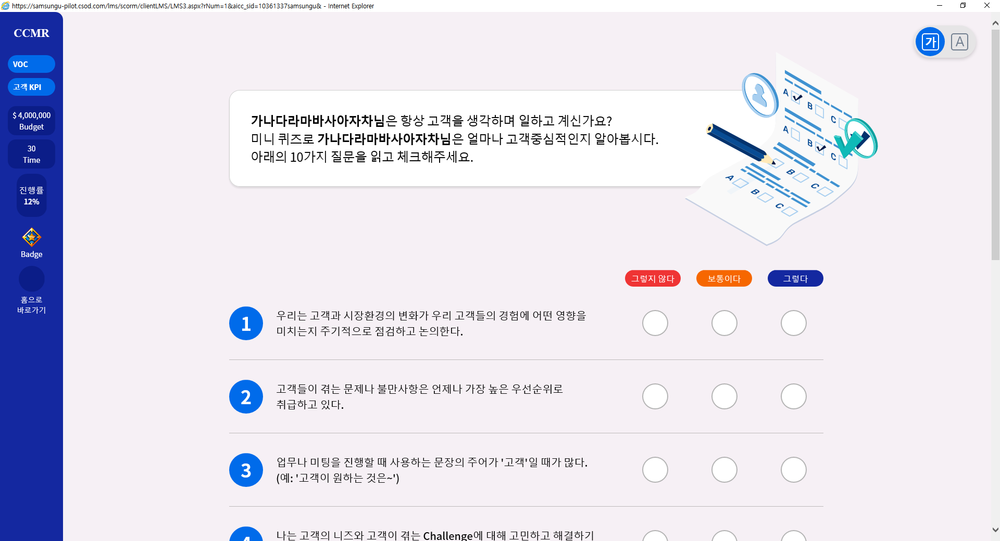 https://samsungu-pilot.csod.com/lms/scorm/clientLMS/LMS3.aspx?rNum=1&aicc_sid=10361337samsungu& - Internet Explorer
CCMR
VOC
고객 KPI
$ 4,000,000
Budget
30
Time
진행률
12%
Badge
홈으로
바로가기
가
A
가나다라마바사아자차님은 항상 고객을 생각하며 일하고 계신가요?
미니 퀴즈로 가나다라마바사아자차님은 얼마나 고객중심적인지 알아봅시다.
아래의 10가지 질문을 읽고 체크해주세요.
A
B
C
A
B
C
B
C
A
B
C
그렇지 않다
보통이다
그렇다
1
우리는 고객과 시장환경의 변화가 우리 고객들의 경험에 어떤 영향을
미치는지 주기적으로 점검하고 논의한다.
2
고객들이 겪는 문제나 불만사항은 언제나 가장 높은 우선순위로
취급하고 있다.
3
업무나 미팅을 진행할 때 사용하는 문장의 주어가 '고객'일 때가 많다.
(예: '고객이 원하는 것은~')
4
나는 고객의 니즈와 고객이 겪는 Challenge에 대해 고민하고 해결하기